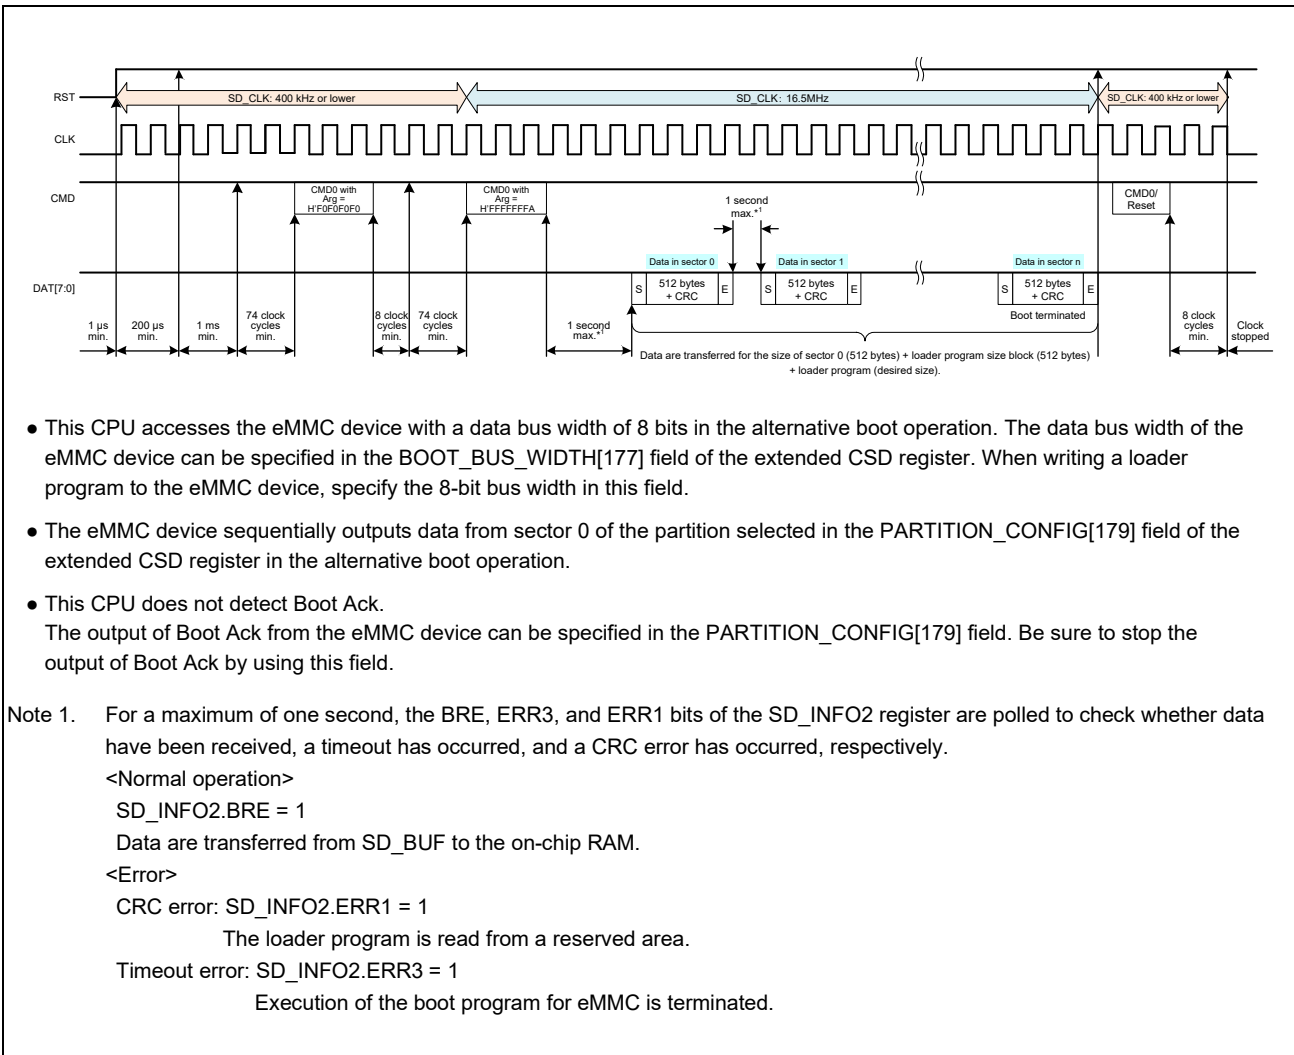 RST
SD_CLK: 400 kHz or lower
SD_CLK: 16.5MHz
SD_CLK: 400 kHz or lower
CLK
CMD
CMD0 with
Arg =
H'F0F0F0F0
CMD0 with
Arg =
H'FFFFFFFA
1 second
max.*1
CMD0/
Reset
DAT[7:0]
Data in sector 0
Data in sector 1
Data in sector n
S
512 bytes
+ CRC
E
S
512 bytes
+ CRC
E
S
512 bytes
+ CRC
E
Boot terminated
1 µs
min.
200 µs
min.
1 ms
min.
74 clock
cycles
min.
8 clock
cycles
min.
74 clock
cycles
min.
1 second
max.*1
8 clock
cycles
min.
Clock
stopped
Data are transferred for the size of sector 0 (512 bytes) + loader program size block (512 bytes)
+ loader program (desired size).
● This CPU accesses the eMMC device with a data bus width of 8 bits in the alternative boot operation. The data bus width of the
eMMC device can be specified in the BOOT_BUS_WIDTH[177] field of the extended CSD register. When writing a loader
program to the eMMC device, specify the 8-bit bus width in this field.
● The eMMC device sequentially outputs data from sector 0 of the partition selected in the PARTITION_CONFIG[179] field of the
extended CSD register in the alternative boot operation.
● This CPU does not detect Boot Ack.
The output of Boot Ack from the eMMC device can be specified in the PARTITION_CONFIG[179] field. Be sure to stop the
output of Boot Ack by using this field.
Note 1. For a maximum of one second, the BRE, ERR3, and ERR1 bits of the SD_INFO2 register are polled to check whether data
have been received, a timeout has occurred, and a CRC error has occurred, respectively.
<Normal operation>
SD_INFO2.BRE = 1
Data are transferred from SD_BUF to the on-chip RAM.
<Error>
CRC error: SD_INFO2.ERR1 = 1
The loader program is read from a reserved area.
Timeout error: SD_INFO2.ERR3 = 1
Execution of the boot program for eMMC is terminated.